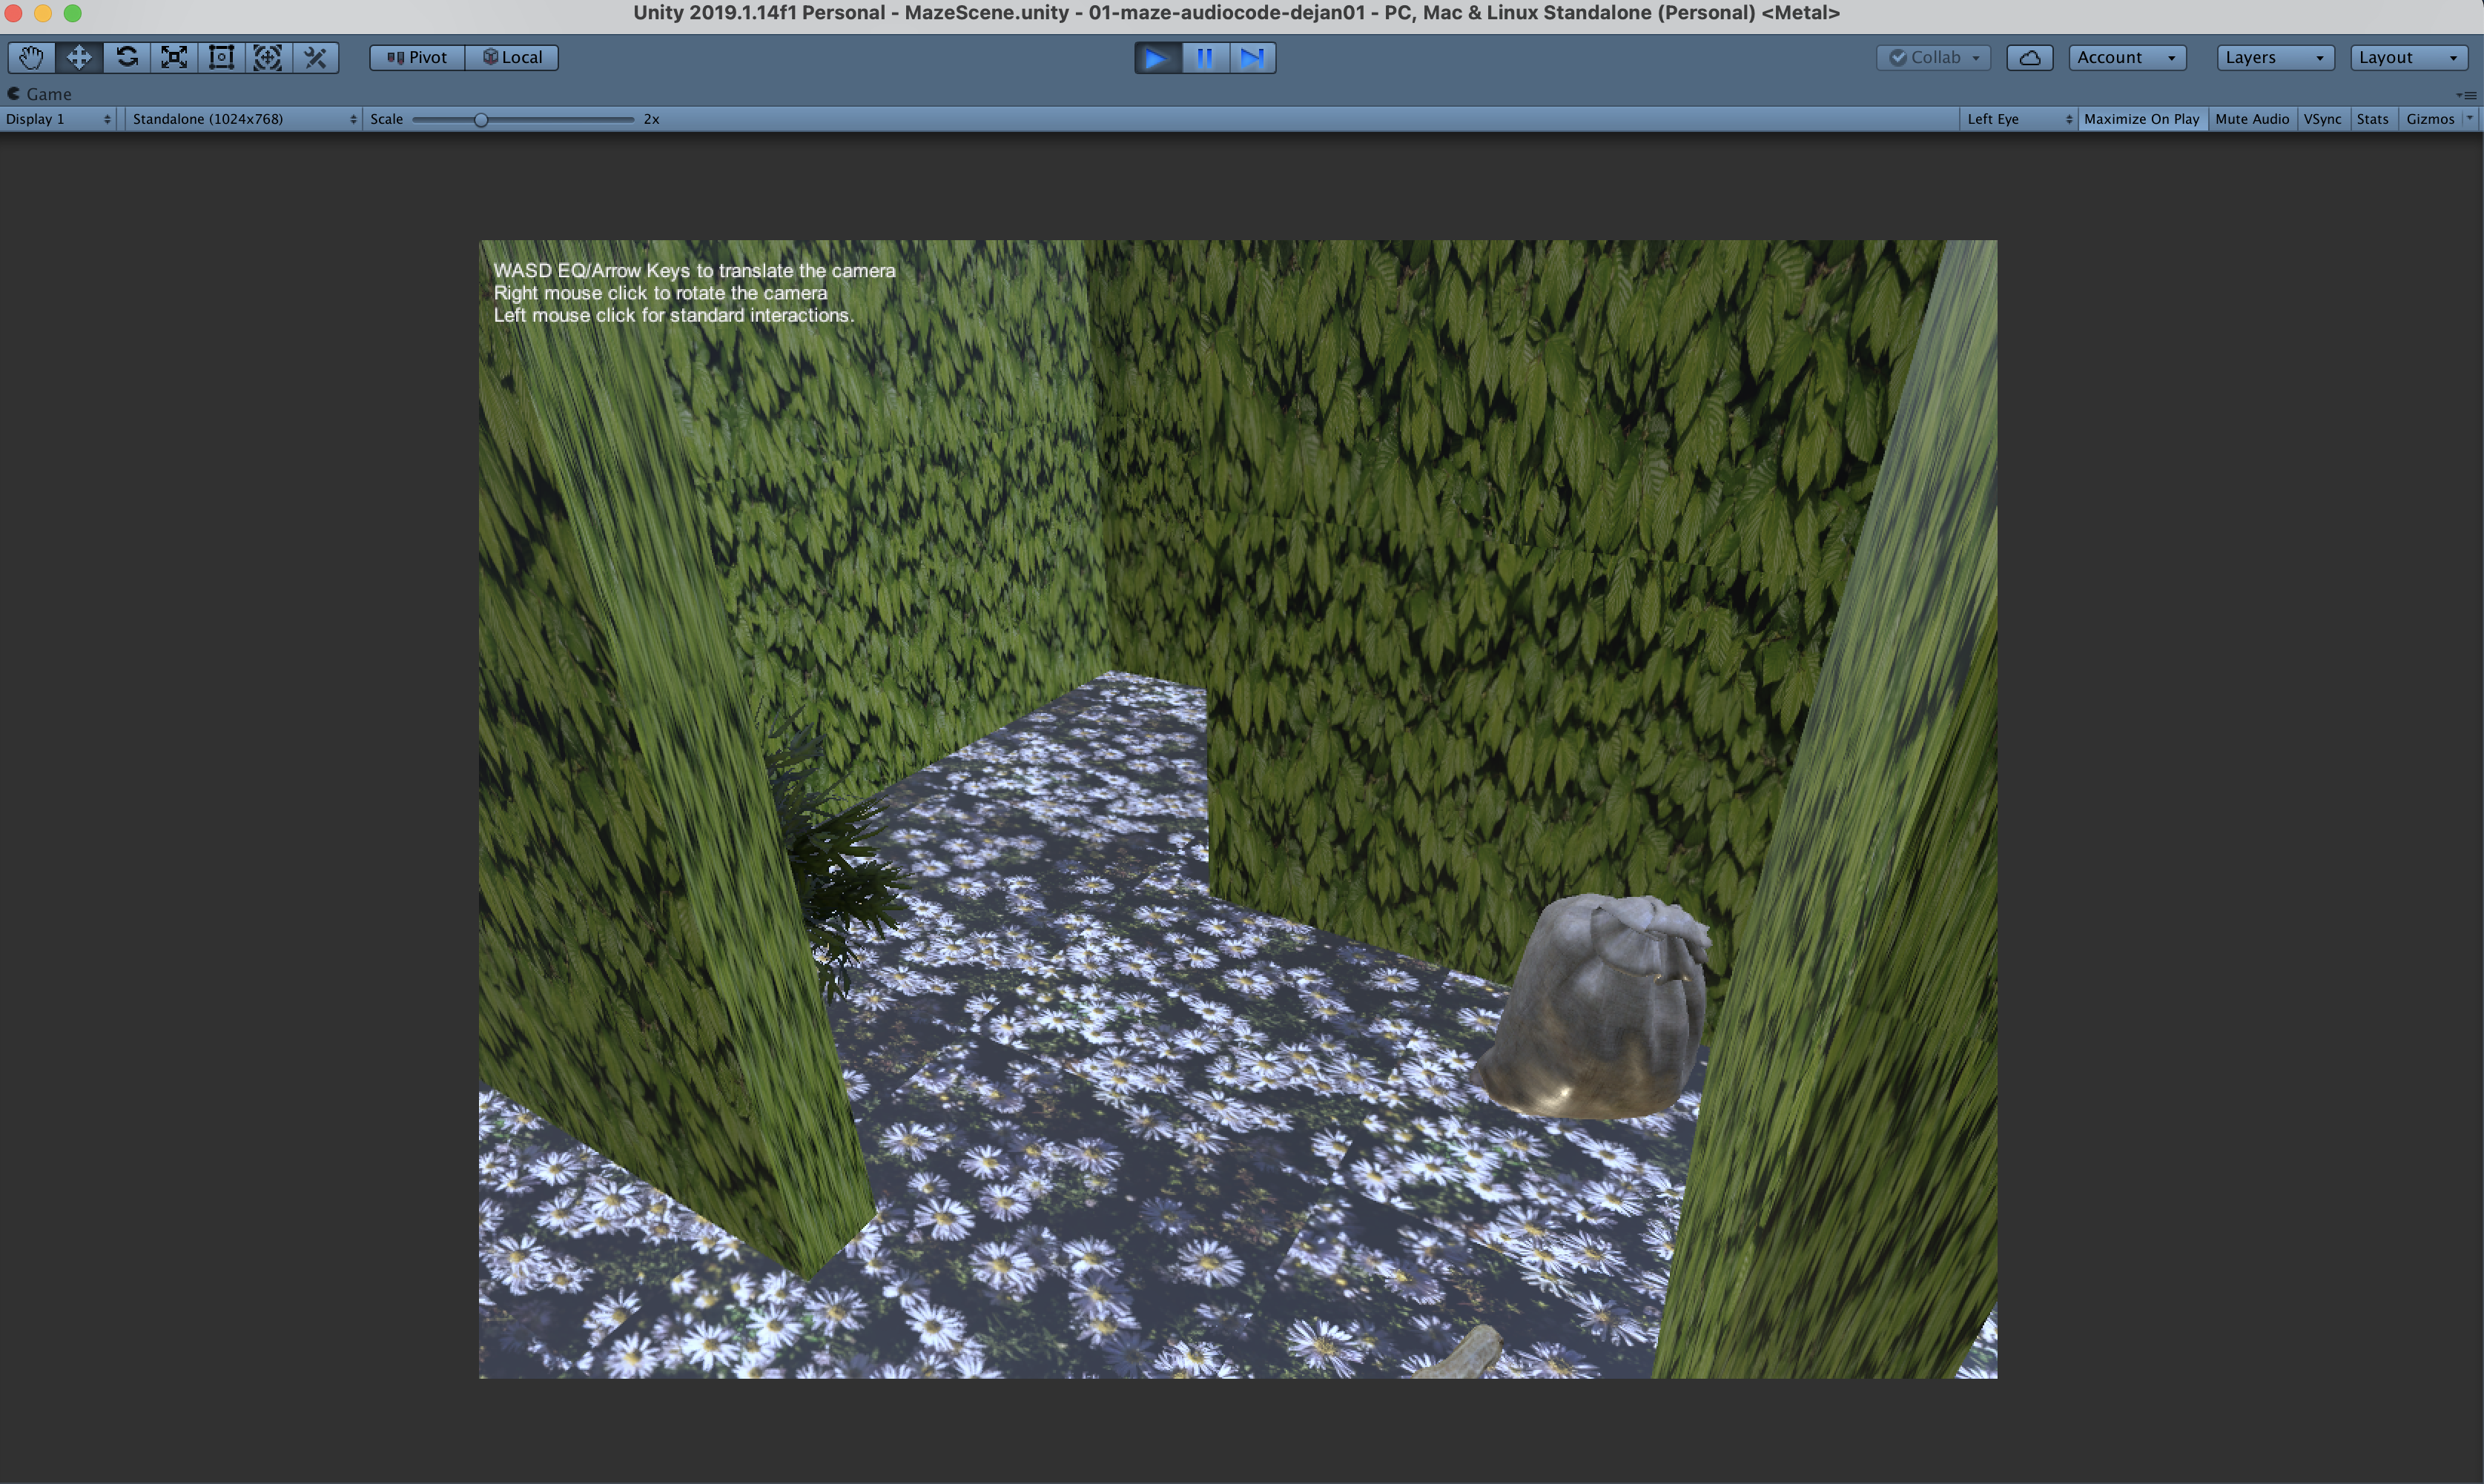 Unity 2019.1.14f1 Personal - MazeScene.unity - 01-maze-audiocode-dejan01 - PC, Mac & Linux Standalone (Personal) <Metal>
Pivot Local Collab Account Layers Layout
Game
Display 1 Standalone (1024x768) Scale 2x Left Eye Maximize On Play Mute Audio VSync Stats Gizmos
WASD EQ/Arrow Keys to translate the camera
Right mouse click to rotate the camera
Left mouse click for standard interactions.